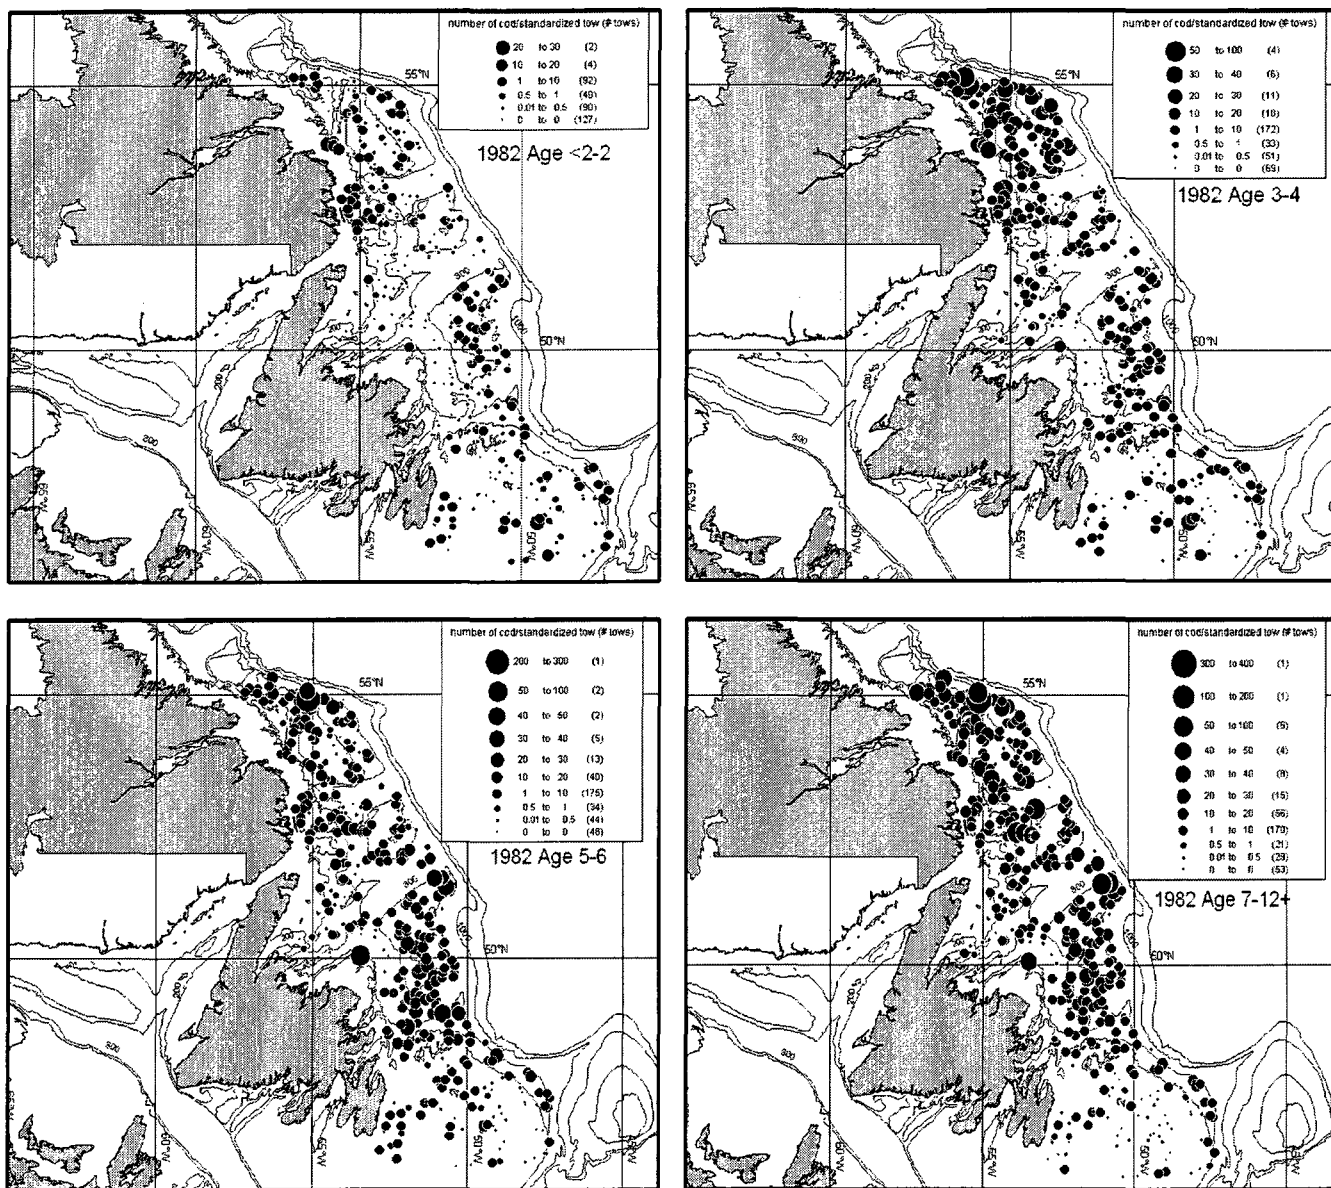 number of cod/standardized tow (# tows)
20 to 30 (2)
10 to 20 (4)
1 to 10 (92)
0.5 to 1 (49)
0.01 to 0.5 (90)
0 to 0 (127)
55°N
1982 Age <2-2
50°N
number of cod/standardized tow (# tows)
50 to 100 (4)
30 to 40 (6)
20 to 30 (11)
10 to 20 (18)
1 to 10 (172)
0.5 to 1 (33)
0.01 to 0.5 (51)
0 to 0 (69)
55°N
1982 Age 3-4
50°N
number of cod/standardized tow (# tows)
200 to 300 (1)
50 to 100 (2)
40 to 50 (2)
30 to 40 (5)
20 to 30 (13)
10 to 20 (40)
1 to 10 (175)
0.5 to 1 (34)
0.01 to 0.5 (44)
0 to 0 (48)
55°N
1982 Age 5-6
50°N
number of cod/standardized tow (# tows)
300 to 400 (1)
100 to 200 (1)
50 to 100 (5)
40 to 50 (4)
30 to 40 (8)
20 to 30 (15)
10 to 20 (56)
1 to 10 (170)
0.5 to 1 (21)
0.01 to 0.5 (28)
0 to 0 (53)
55°N
1982 Age 7-12+
50°N